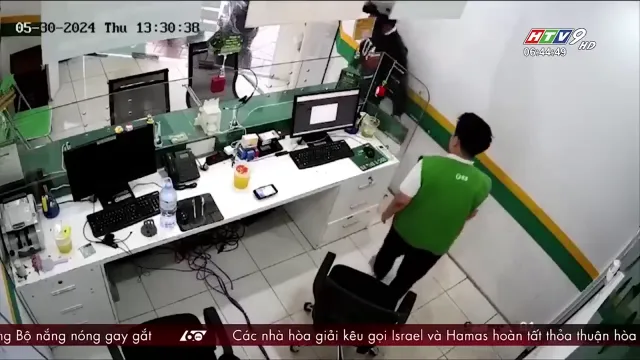 05-30-2024 Thu 13:30:38
HTV9 HD
06:44:49
ng Bộ nắng nóng gay gắt
60
Các nhà hòa giải kêu gọi Israel và Hamas hoàn tất thỏa thuận hòa